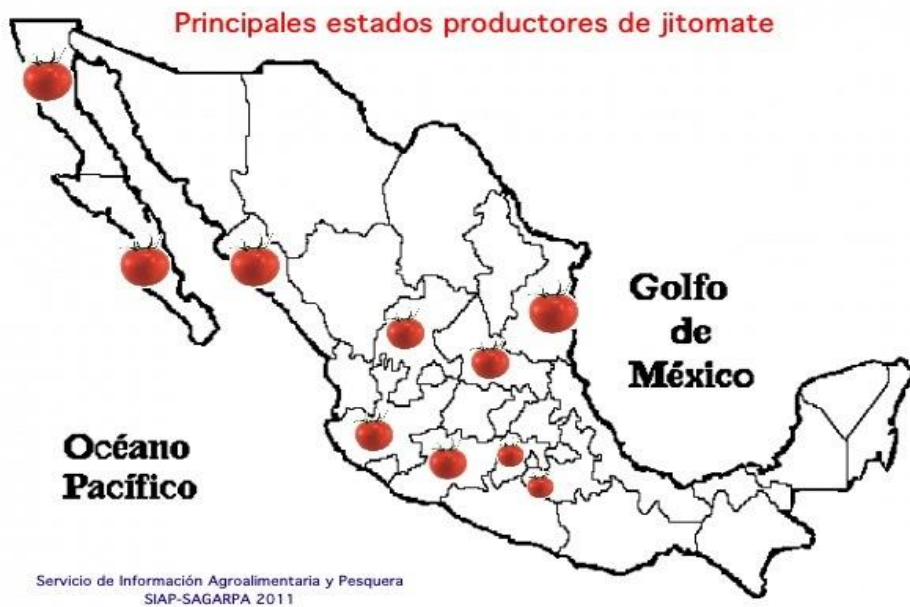 Principales estados productores de jitomate
Golfo
de
México
Océano
Pacífico
Servicio de Información Agroalimentaria y Pesquera
SIAP-SAGARPA 2011